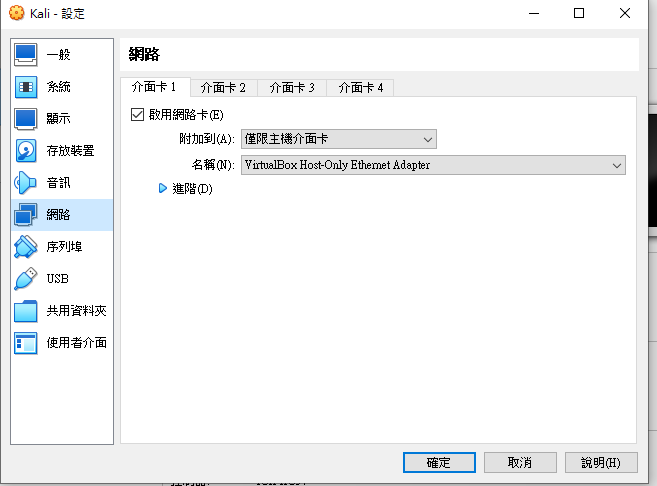 Kali - 設定
一般
系統
顯示
存放裝置
音訊
網路
序列埠
USB
共用資料夾
使用者介面
網路
介面卡 1
介面卡 2
介面卡 3
介面卡 4
啟用網路卡(E)
附加到(A): 僅限主機介面卡
名稱(N): VirtualBox Host-Only Ethernet Adapter
進階(D)
確定
取消
說明(H)